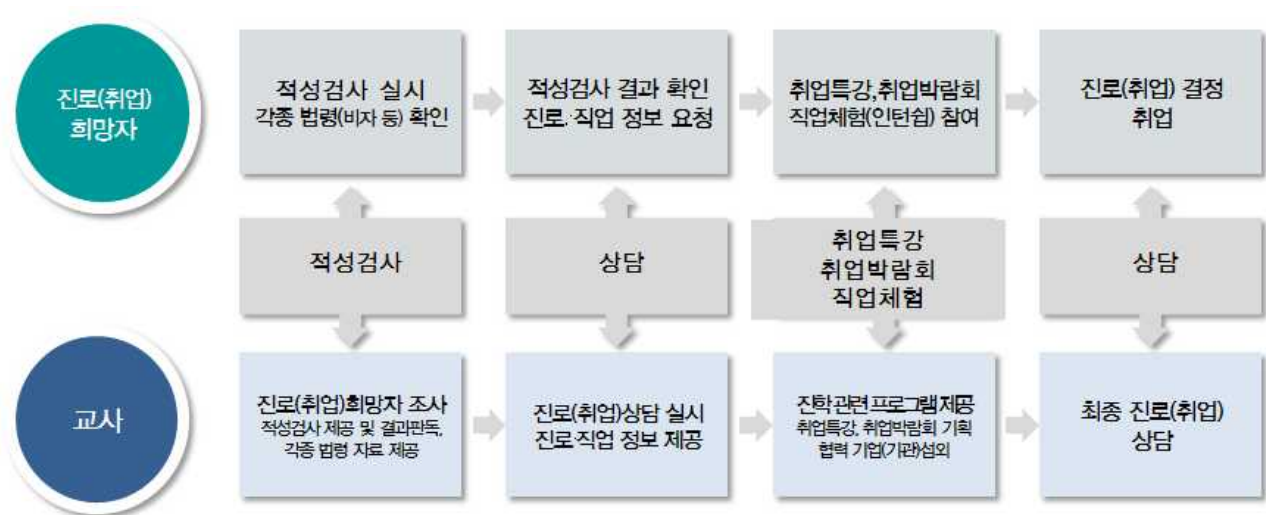 진로(취업)
희망자
적성검사 실시
각종 법령(비자 등) 확인
적성검사 결과 확인
진로·직업 정보 요청
취업특강,취업박람회
직업체험(인턴쉽) 참여
진로(취업) 결정
취업
적성검사
상담
취업특강
취업박람회
직업체험
상담
교사
진로(취업)희망자 조사
적성검사 제공 및 결과판독,
각종 법령 자료 제공
진로(취업)상담 실시
진로·직업 정보 제공
진학관련프로그램제공
취업특강, 취업박람회 기획
협력 기업(기관)섭외
최종 진로(취업)
상담